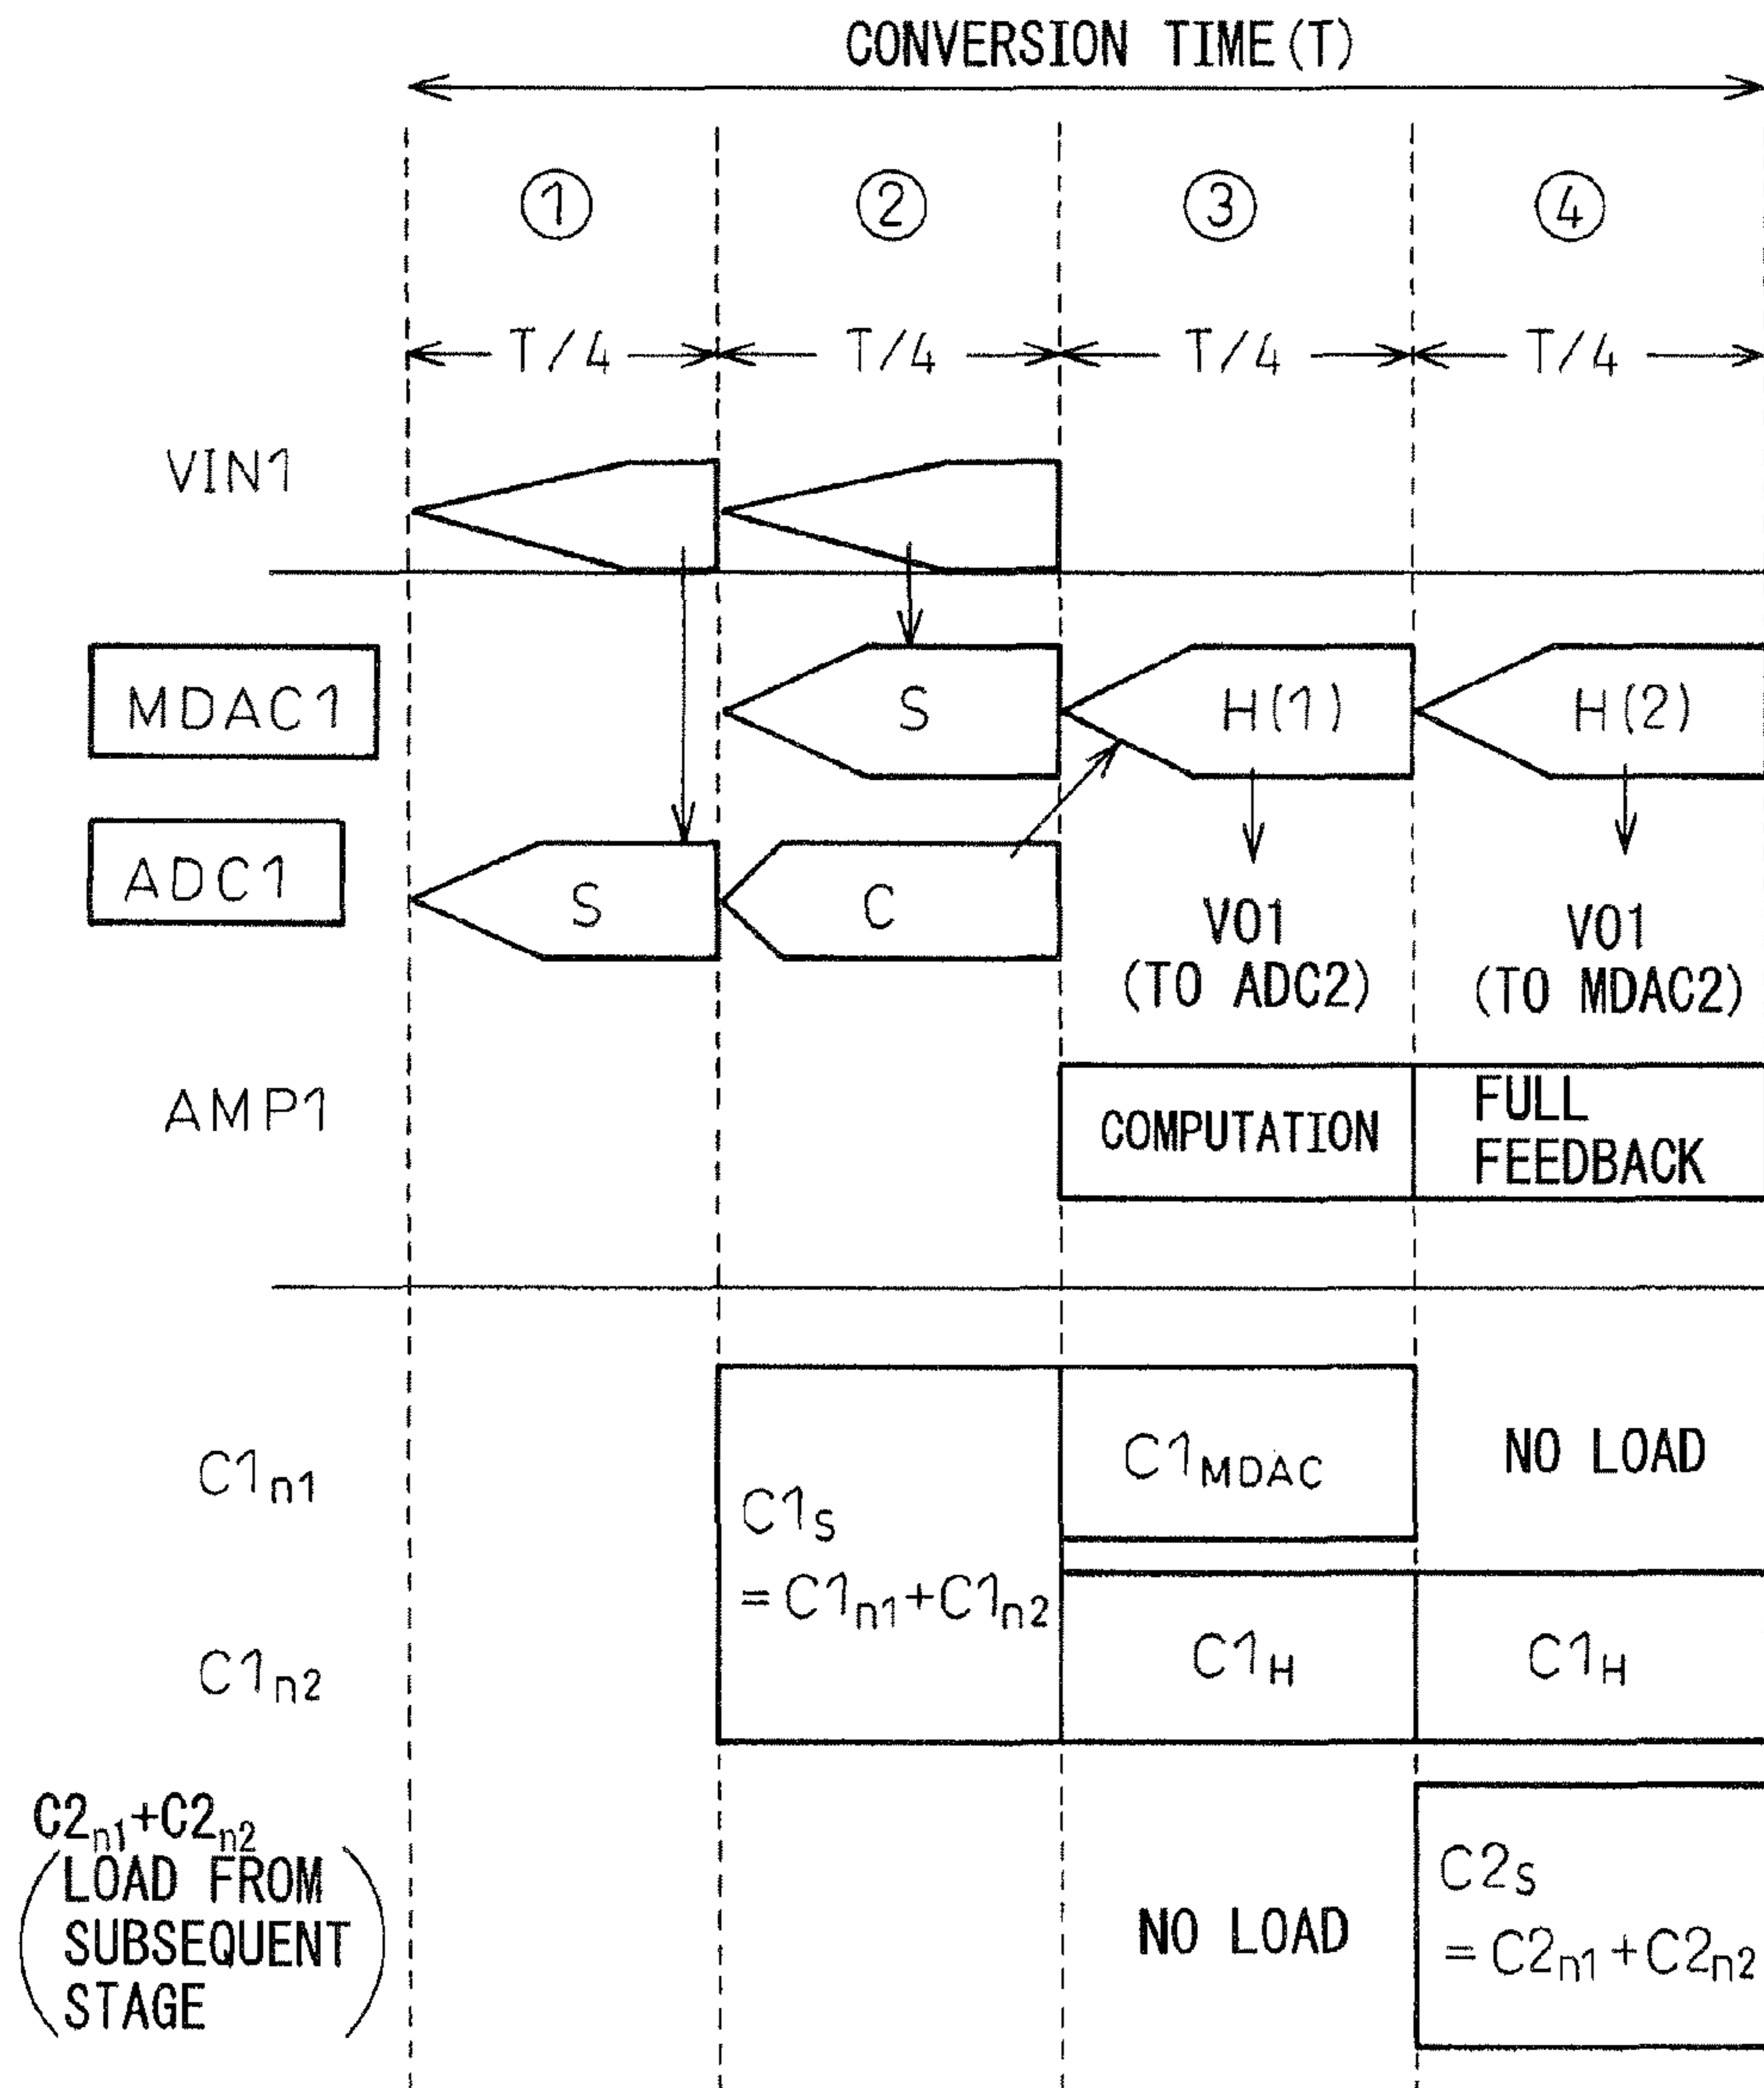 CONVERSION TIME(T)
① ② ③ ④
T/4 T/4 T/4 T/4
VIN1
MDAC1 S H(1) H(2)
ADC1 S C
VO1 VO1
(TO ADC2) (TO MDAC2)
AMP1 COMPUTATION FULL
FEEDBACK
C1n1 C1MDAC NO LOAD
C1S
=C1n1+C1n2
C1n2 C1H C1H
C2n1+C2n2
(LOAD FROM
SUBSEQUENT
STAGE)
NO LOAD
C2S
=C2n1+C2n2